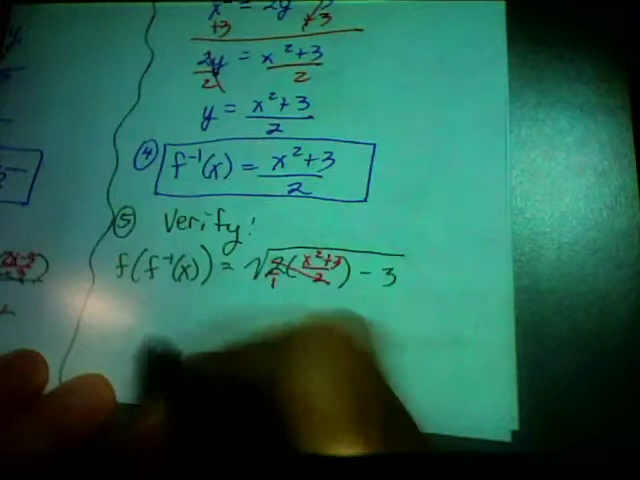 x² = 2y - 3
+3 +3
2y = x² + 3
2 2
y = x² + 3
2
④ f⁻¹(x) = x² + 3
2
⑤ Verify!
f(f⁻¹(x)) = √2(x² + 3) - 3
1 2